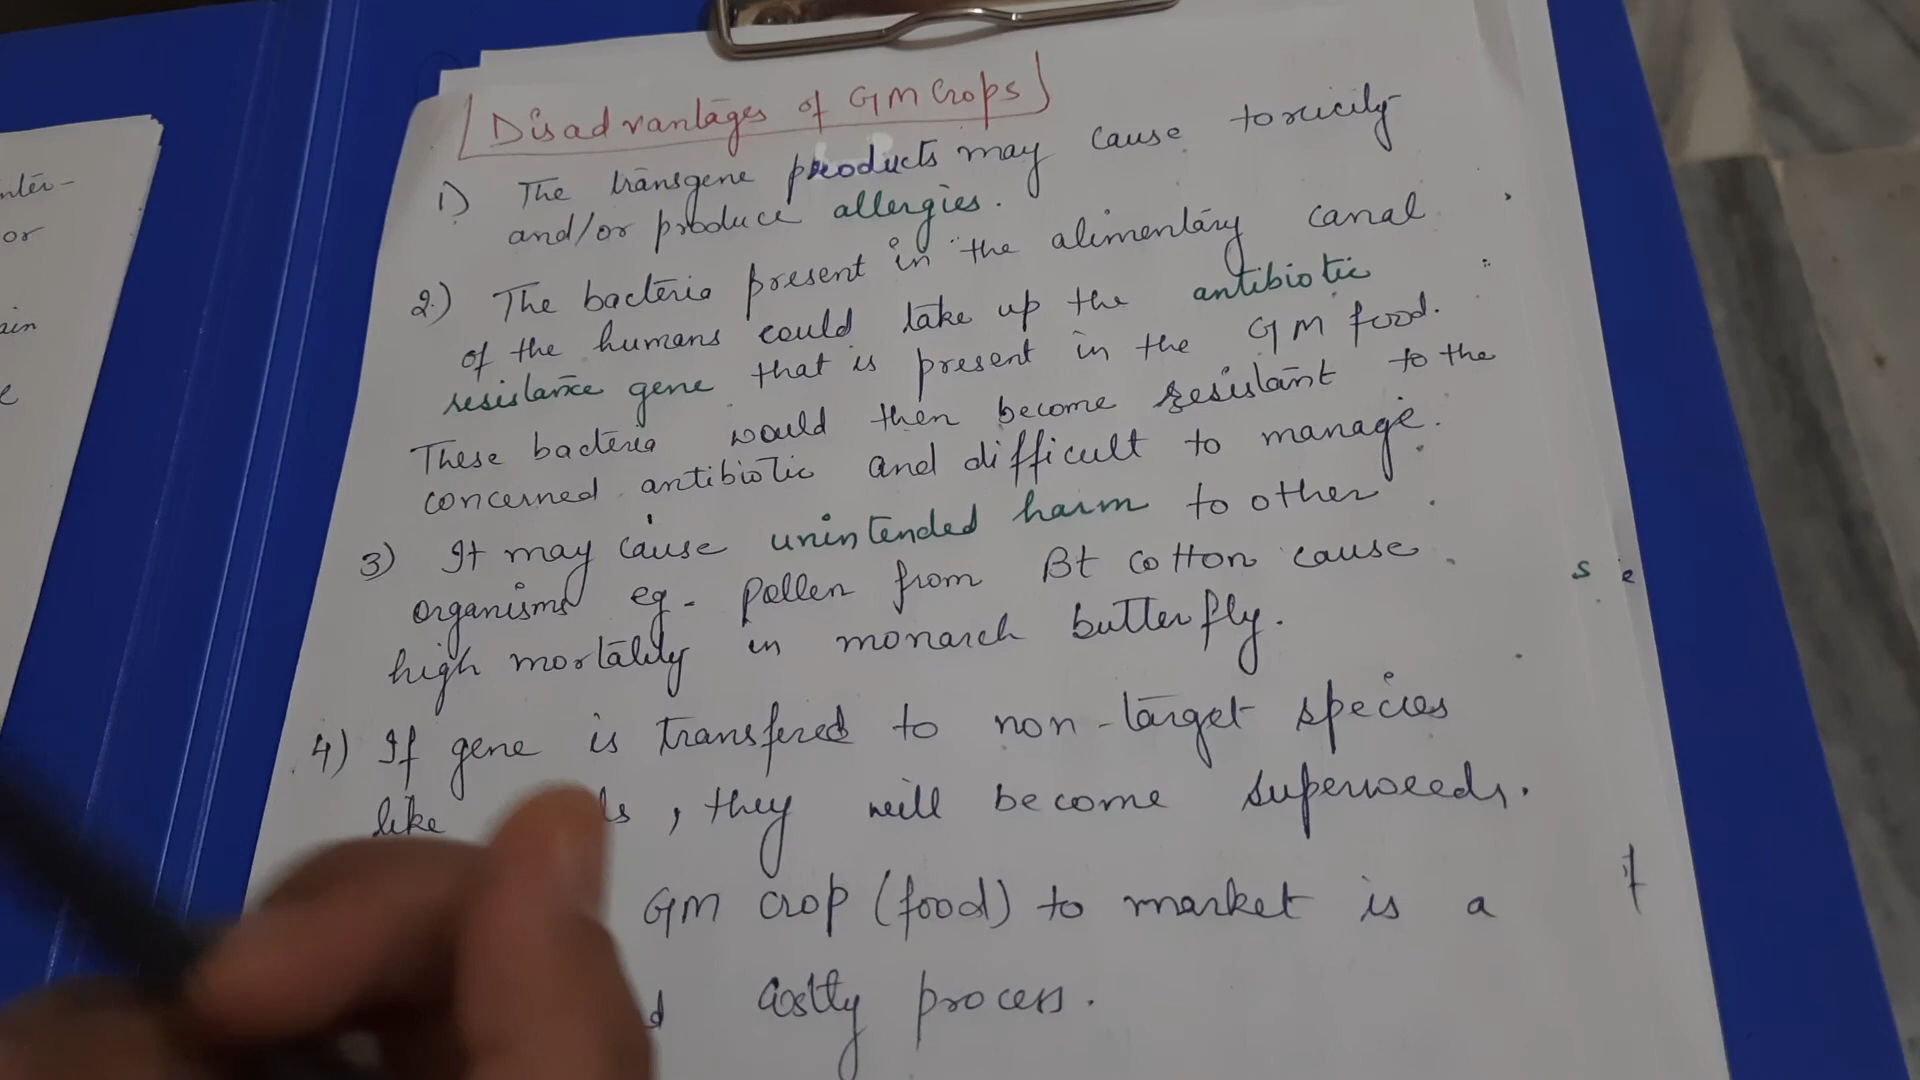 nter-
or
ain
e
Disadvantages of GM Crops
1) The transgene products may cause toxicity
and/or produce allergies.
2.) The bacteria present in the alimentary canal
of the humans could take up the antibiotic
resistance gene that is present in the GM food.
These bacteria would then become resistant to the
concerned antibiotic and difficult to manage.
3) It may cause unintended harm to other
organisms eg- pollen from Bt cotton cause
high mortality in monarch butterfly.
4) If gene is transfered to non-target species
like ls, they will become superweeds.
GM crop (food) to market is a
d costly process.